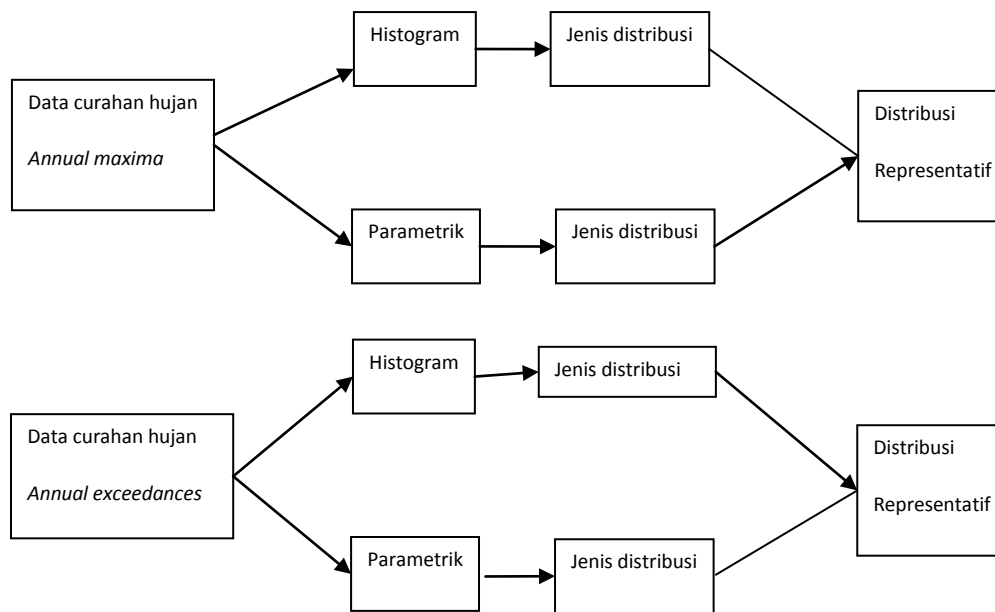 Histogram
Jenis distribusi
Data curahan hujan
Annual maxima
Distribusi
Representatif
Parametrik
Jenis distribusi
Histogram
Jenis distribusi
Data curahan hujan
Annual exceedances
Distribusi
Representatif
Parametrik
Jenis distribusi